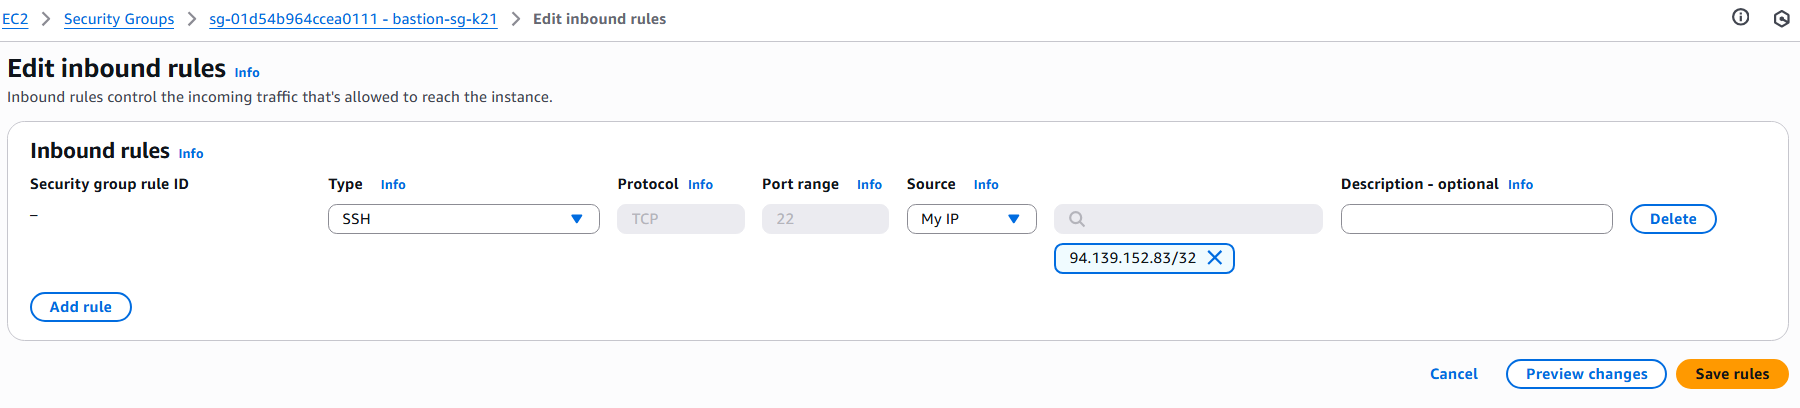 EC2 > Security Groups > sg-01d54b964ccea0111 - bastion-sg-k21 > Edit inbound rules
Edit inbound rules Info
Inbound rules control the incoming traffic that's allowed to reach the instance.
Inbound rules Info
Security group rule ID Type Info Protocol Info Port range Info Source Info Description - optional Info
– SSH TCP 22 My IP Delete
94.139.152.83/32
Add rule
Cancel Preview changes Save rules